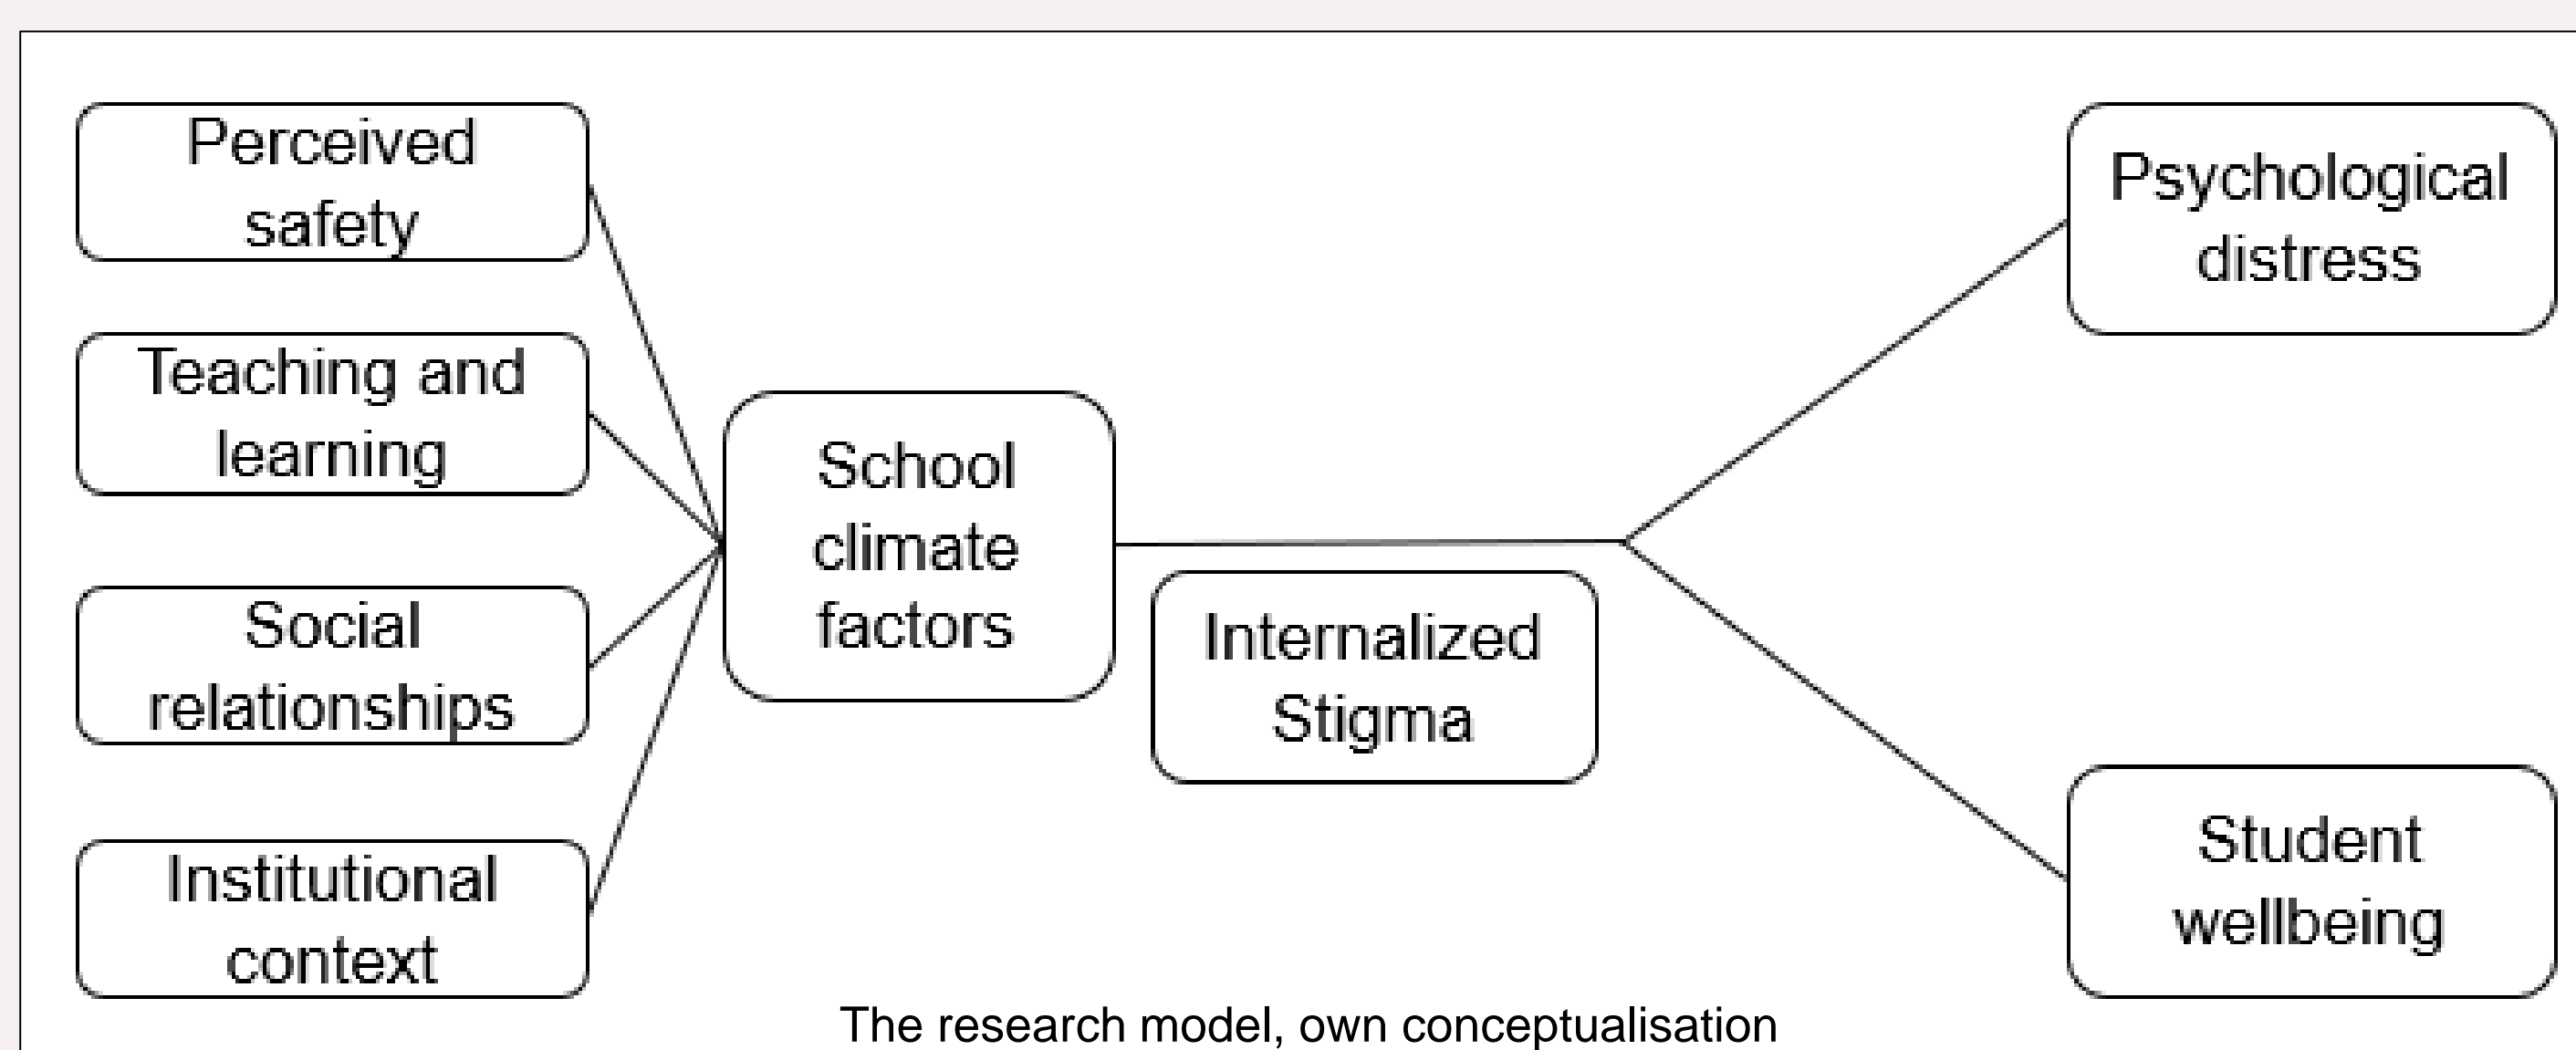 Perceived
safety
Teaching and
learning
Social
relationships
Institutional
context
School
climate
factors
Internalized
Stigma
Psychological
distress
Student
wellbeing
The research model, own conceptualisation